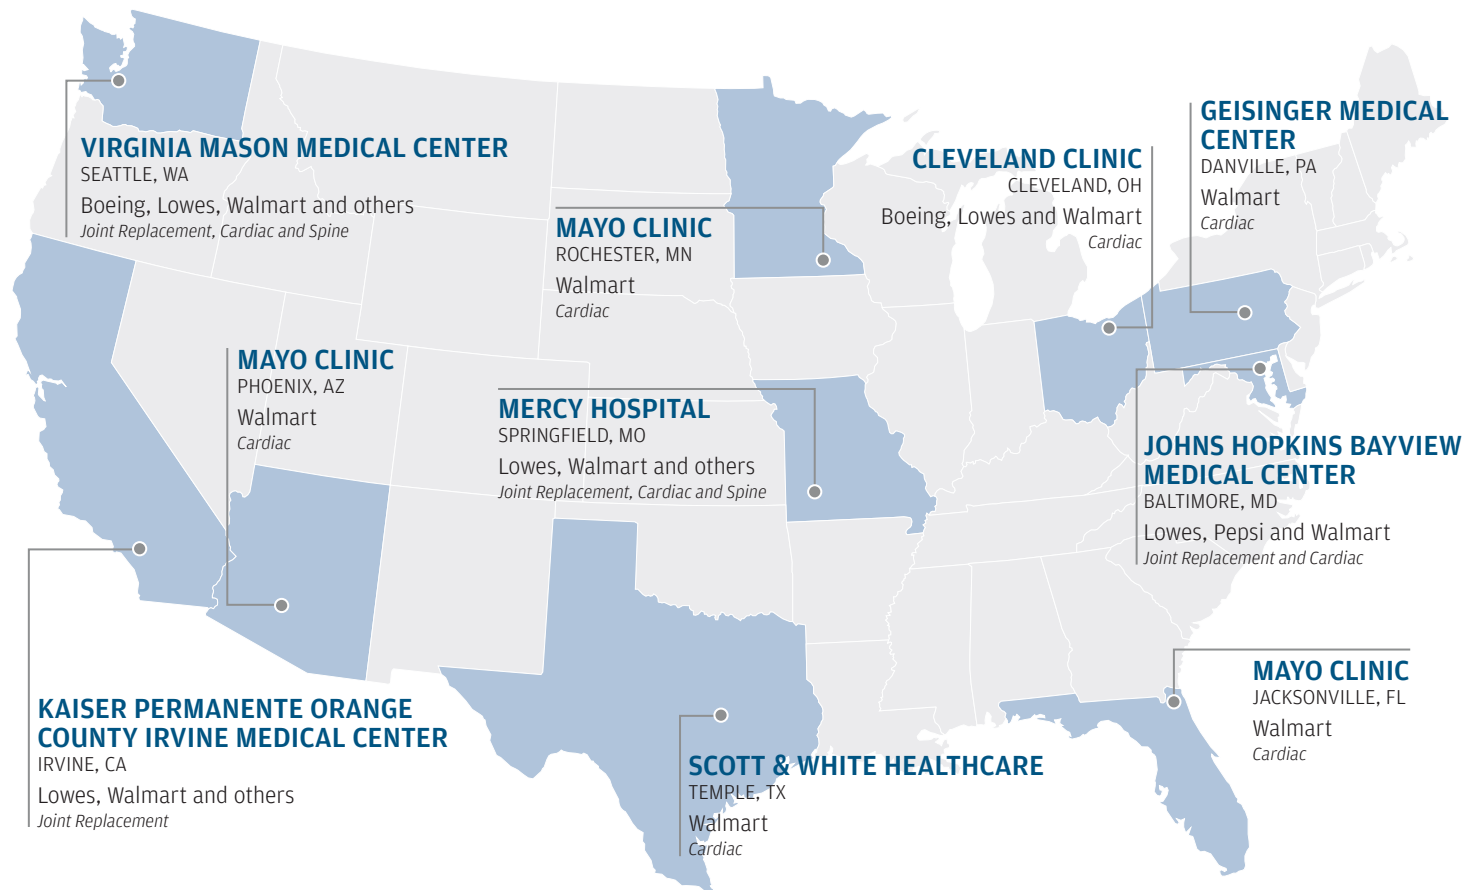 VIRGINIA MASON MEDICAL CENTER
SEATTLE, WA
Boeing, Lowes, Walmart and others
Joint Replacement, Cardiac and Spine
MAYO CLINIC
ROCHESTER, MN
Walmart
Cardiac
CLEVELAND CLINIC
CLEVELAND, OH
Boeing, Lowes and Walmart
Cardiac
GEISINGER MEDICAL
CENTER
DANVILLE, PA
Walmart
Cardiac
MAYO CLINIC
PHOENIX, AZ
Walmart
Cardiac
MERCY HOSPITAL
SPRINGFIELD, MO
Lowes, Walmart and others
Joint Replacement, Cardiac and Spine
JOHNS HOPKINS BAYVIEW
MEDICAL CENTER
BALTIMORE, MD
Lowes, Pepsi and Walmart
Joint Replacement and Cardiac
KAISER PERMANENTE ORANGE
COUNTY IRVINE MEDICAL CENTER
IRVINE, CA
Lowes, Walmart and others
Joint Replacement
SCOTT & WHITE HEALTHCARE
TEMPLE, TX
Walmart
Cardiac
MAYO CLINIC
JACKSONVILLE, FL
Walmart
Cardiac